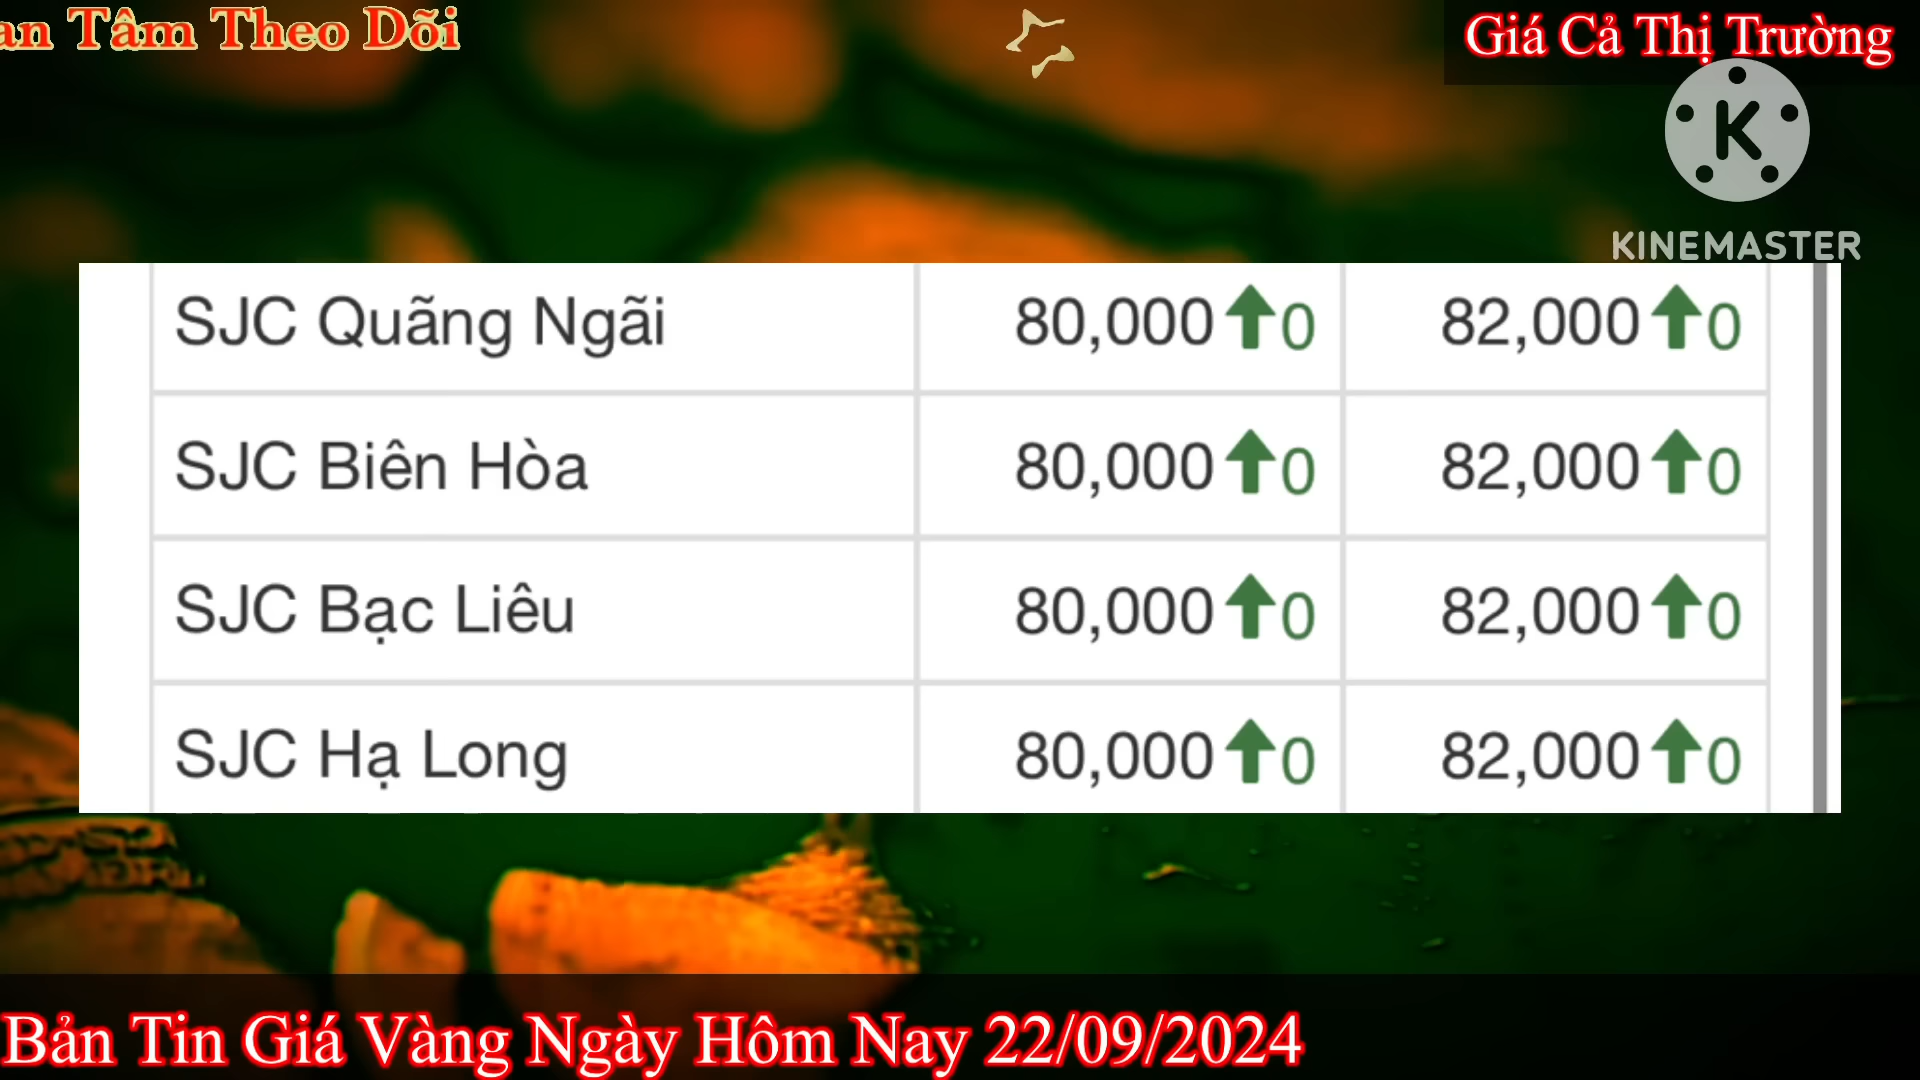 an Tâm Theo Dõi
Giá Cả Thị Trường
K
KINEMASTER
SJC Quãng Ngãi 80,000 0 82,000 0
SJC Biên Hòa 80,000 0 82,000 0
SJC Bạc Liêu 80,000 0 82,000 0
SJC Hạ Long 80,000 0 82,000 0
Bản Tin Giá Vàng Ngày Hôm Nay 22/09/2024